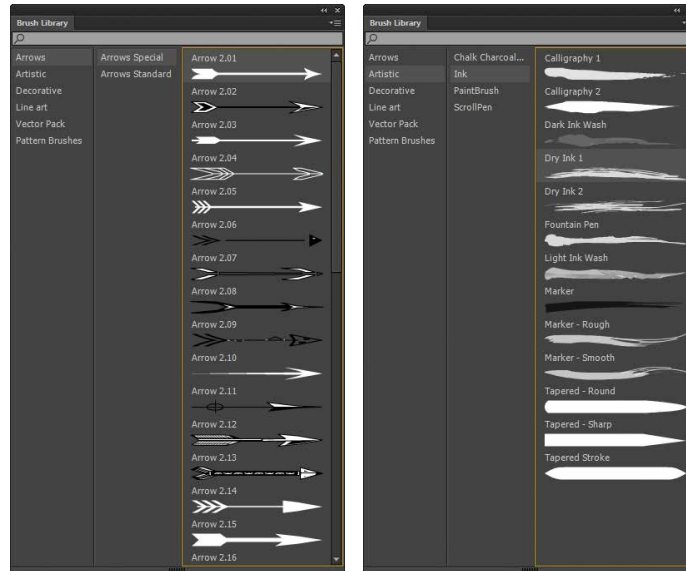 Brush Library
Arrows
Artistic
Decorative
Line art
Vector Pack
Pattern Brushes
Arrows Special
Arrows Standard
Arrow 2.01
Arrow 2.02
Arrow 2.03
Arrow 2.04
Arrow 2.05
Arrow 2.06
Arrow 2.07
Arrow 2.08
Arrow 2.09
Arrow 2.10
Arrow 2.11
Arrow 2.12
Arrow 2.13
Arrow 2.14
Arrow 2.15
Arrow 2.16
Brush Library
Arrows
Artistic
Decorative
Line art
Vector Pack
Pattern Brushes
Chalk Charcoal...
Ink
PaintBrush
ScrollPen
Calligraphy 1
Calligraphy 2
Dark Ink Wash
Dry Ink 1
Dry Ink 2
Fountain Pen
Light Ink Wash
Marker
Marker - Rough
Marker - Smooth
Tapered - Round
Tapered - Sharp
Tapered Stroke